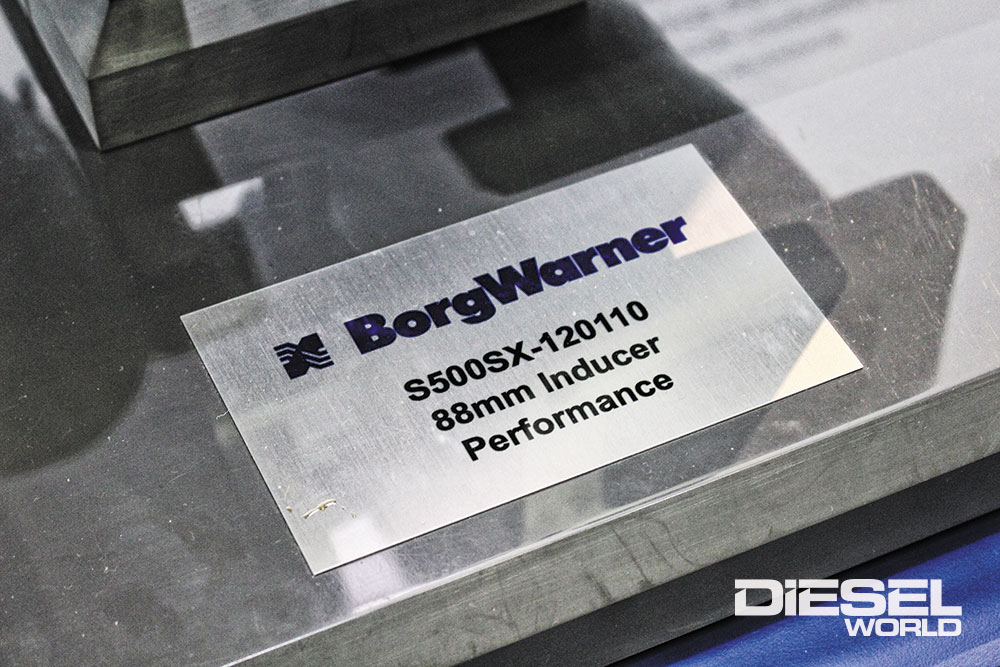 BorgWarner
S500SX-120110
88mm Inducer
Performance
DIESEL
WORLD